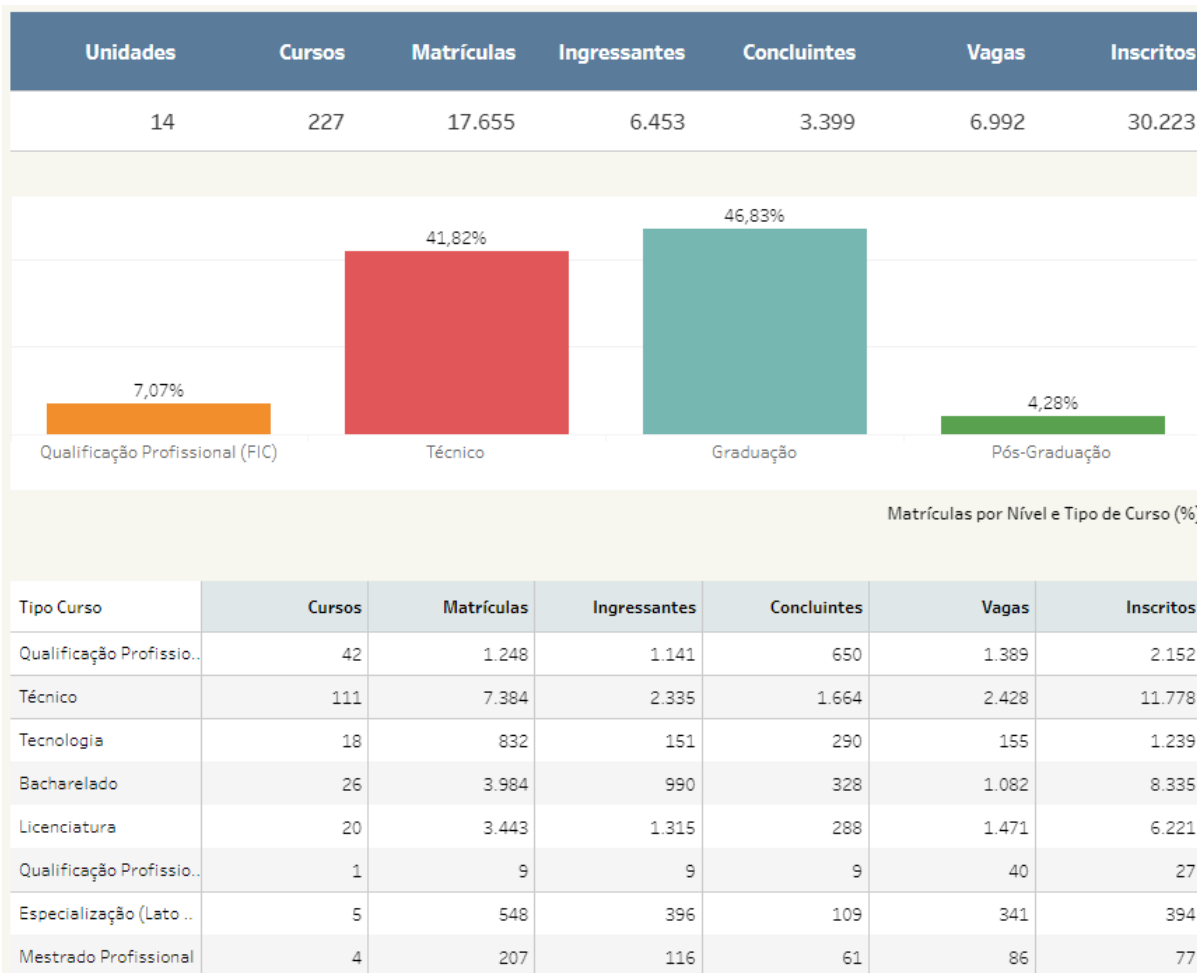 Unidades Cursos Matrículas Ingressantes Concluintes Vagas Inscritos
14 227 17.655 6.453 3.399 6.992 30.223
46,83%
41,82%
7,07%
4,28%
Qualificação Profissional (FIC) Técnico Graduação Pós-Graduação
Matrículas por Nível e Tipo de Curso (%)
Tipo Curso Cursos Matrículas Ingressantes Concluintes Vagas Inscritos
Qualificação Profissio.. 42 1.248 1.141 650 1.389 2.152
Técnico 111 7.384 2.335 1.664 2.428 11.778
Tecnologia 18 832 151 290 155 1.239
Bacharelado 26 3.984 990 328 1.082 8.335
Licenciatura 20 3.443 1.315 288 1.471 6.221
Qualificação Profissio.. 1 9 9 9 40 27
Especialização (Lato .. 5 548 396 109 341 394
Mestrado Profissional 4 207 116 61 86 77